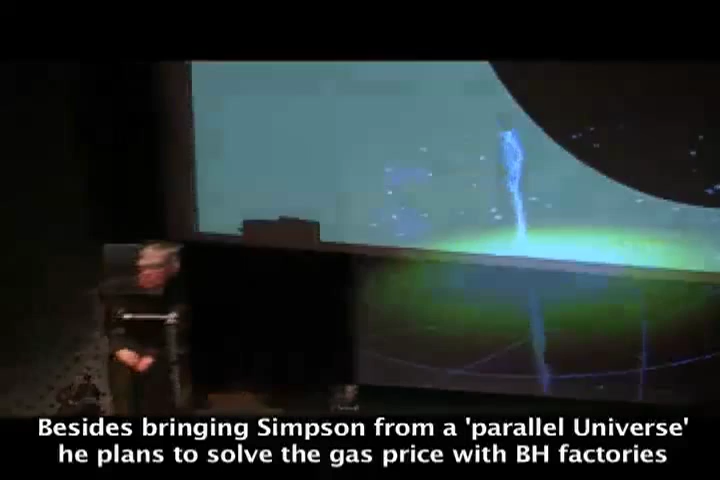 Besides bringing Simpson from a 'parallel Universe'
he plans to solve the gas price with BH factories